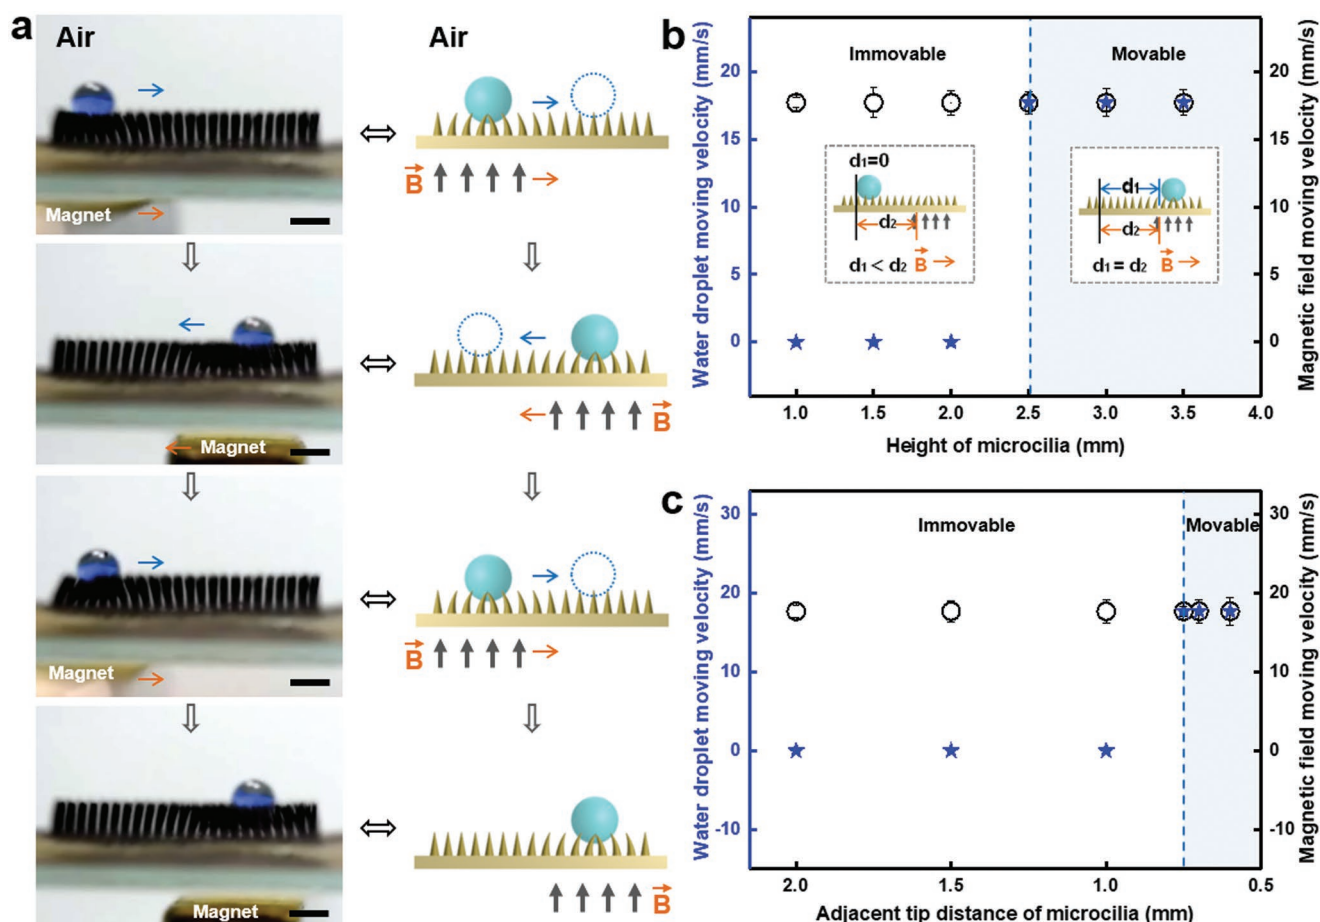 a
Air
Air
Magnet
B
Magnet
B
Magnet
B
Magnet
B
b
Water droplet moving velocity (mm/s)
20
15
10
5
0
Immovable
Movable
d1=0
d2
d1 < d2
B
d1
d2
d1 = d2
B
20
15
10
5
0
Magnetic field moving velocity (mm/s)
1.0 1.5 2.0 2.5 3.0 3.5 4.0
Height of microcilia (mm)
c
Water droplet moving velocity (mm/s)
30
20
10
0
-10
Immovable
Movable
30
20
10
0
-10
Magnetic field moving velocity (mm/s)
2.0 1.5 1.0 0.5
Adjacent tip distance of microcilia (mm)